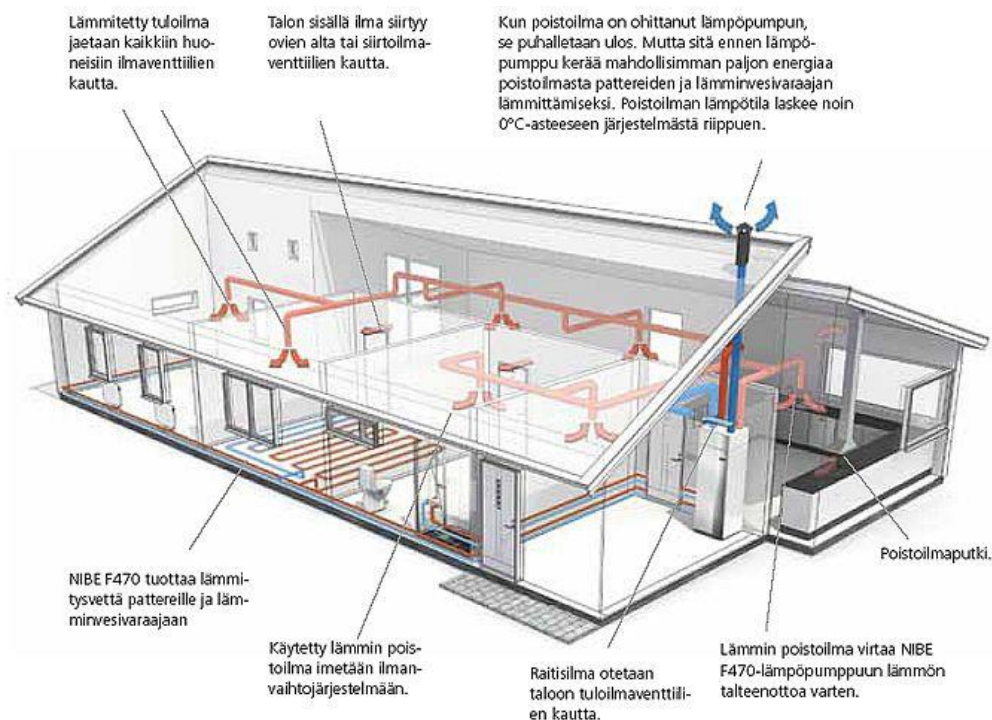 Lämmitetty tuloilma
jaetaan kaikkiin huo-
neisiin ilmaventtiilien
kautta.
Talon sisällä ilma siirtyy
ovien alta tai siirtoilma-
venttiilien kautta.
Kun poistoilma on ohittanut lämpöpumpun,
se puhalletaan ulos. Mutta sitä ennen lämpö-
pumppu kerää mahdollisimman paljon energiaa
poistoilmasta pattereiden ja lämminvesivaraajan
lämmittämiseksi. Poistoilman lämpötila laskee noin
0°C-asteeseen järjestelmästä riippuen.
Poistoilmaputki.
NIBE F470 tuottaa lämmi-
tysvettä pattereille ja läm-
minvesivaraajaan
Käytetty lämmin pois-
toilma imetään ilman-
vaihtojärjestelmään.
Raitisilma otetaan
taloon tuloilmaventtiili-
en kautta.
Lämmin poistoilma virtaa NIBE
F470-lämpöpumppuun lämmön
talteenottoa varten.